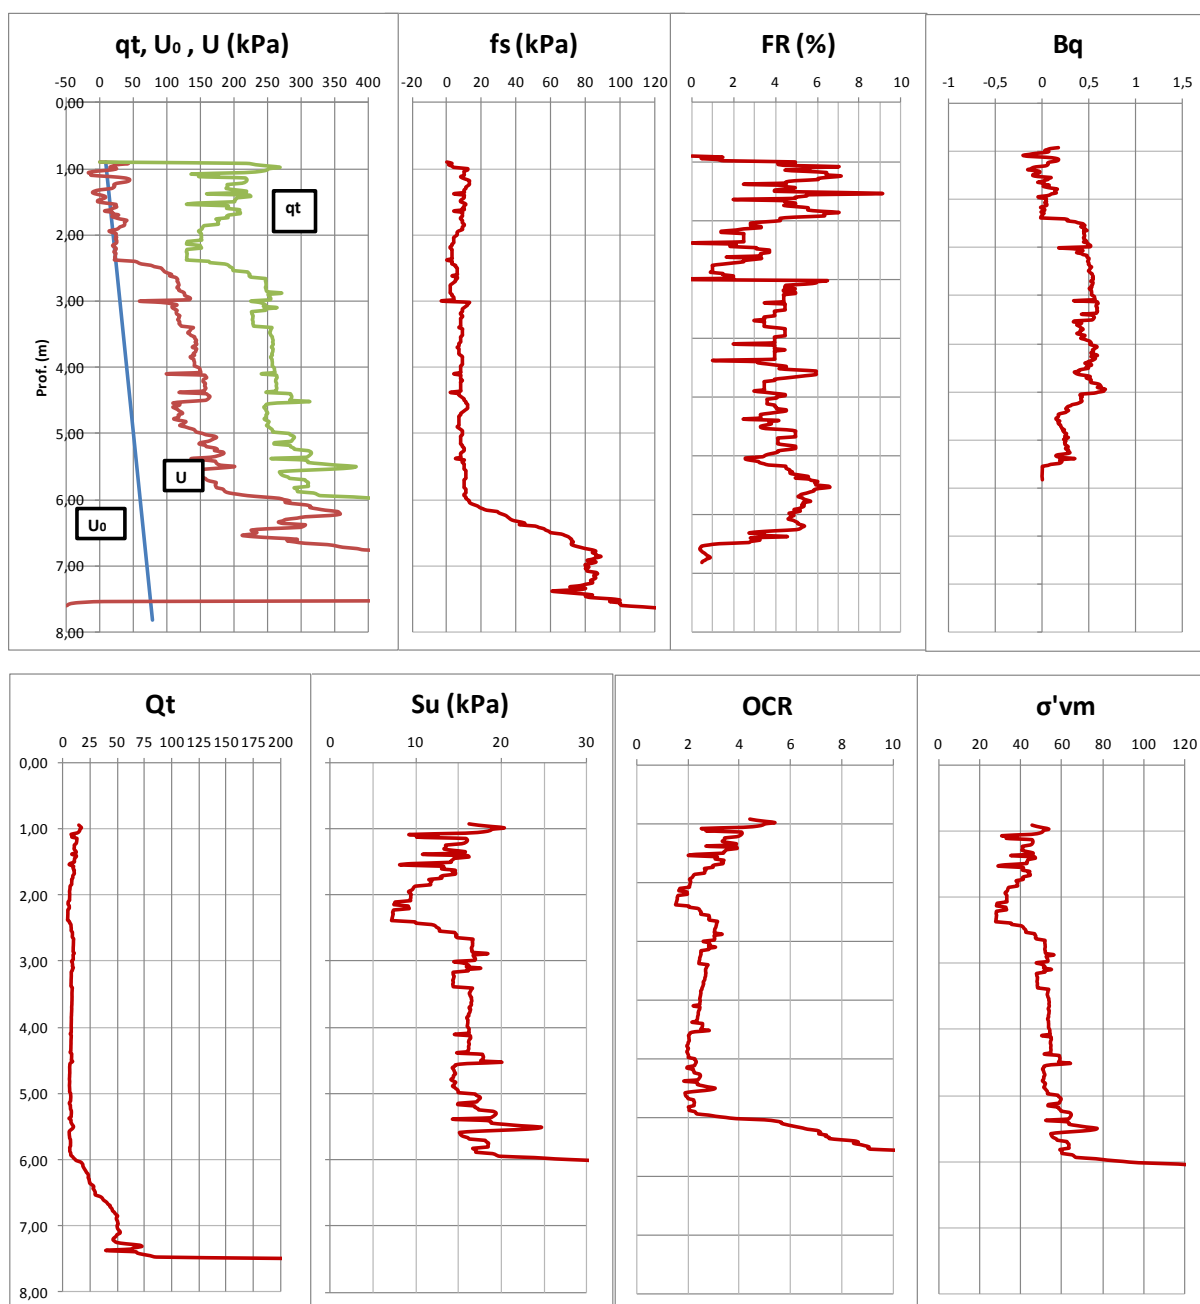 qt, U₀ , U (kPa)
fs (kPa)
FR (%)
Bq
-50 0 50 100 150 200 250 300 350 400
-20 0 20 40 60 80 100 120
0 2 4 6 8 10
-1 -0,5 0 0,5 1 1,5
0,00
1,00
2,00
3,00
4,00
5,00
6,00
7,00
8,00
Prof. (m)
qt
U
U₀
Qt
Su (kPa)
OCR
σ'vm
0 25 50 75 100 125 150 175 200
0 10 20 30
0 2 4 6 8 10
0 20 40 60 80 100 120
0,00
1,00
2,00
3,00
4,00
5,00
6,00
7,00
8,00